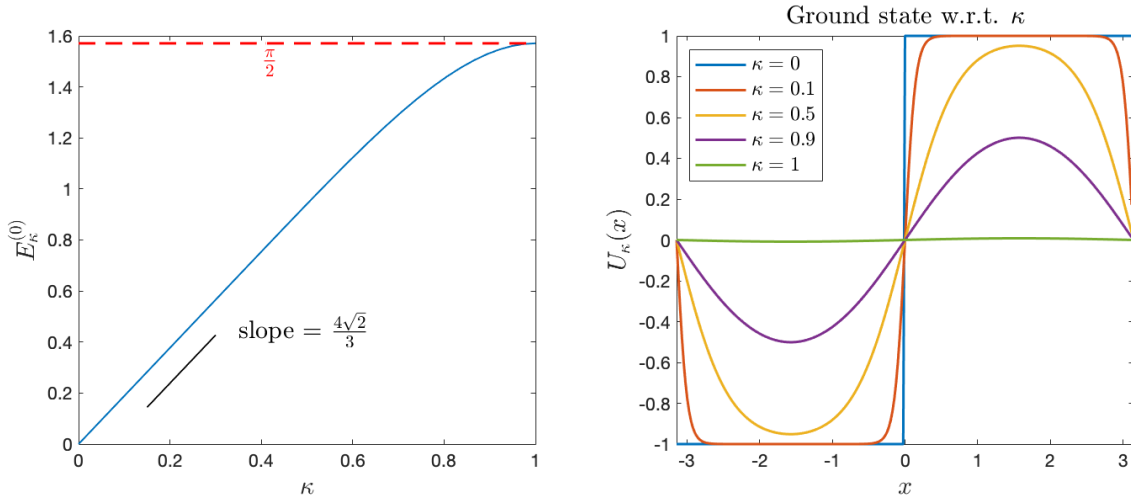 1.6
1.4
1.2
1
0.8
0.6
0.4
0.2
0
π/2
slope = 4√2/3
0 0.2 0.4 0.6 0.8 1
κ
E_κ^(0)
Ground state w.r.t. κ
1
0.8
0.6
0.4
0.2
0
-0.2
-0.4
-0.6
-0.8
-1
κ = 0
κ = 0.1
κ = 0.5
κ = 0.9
κ = 1
-3 -2 -1 0 1 2 3
x
U_κ(x)